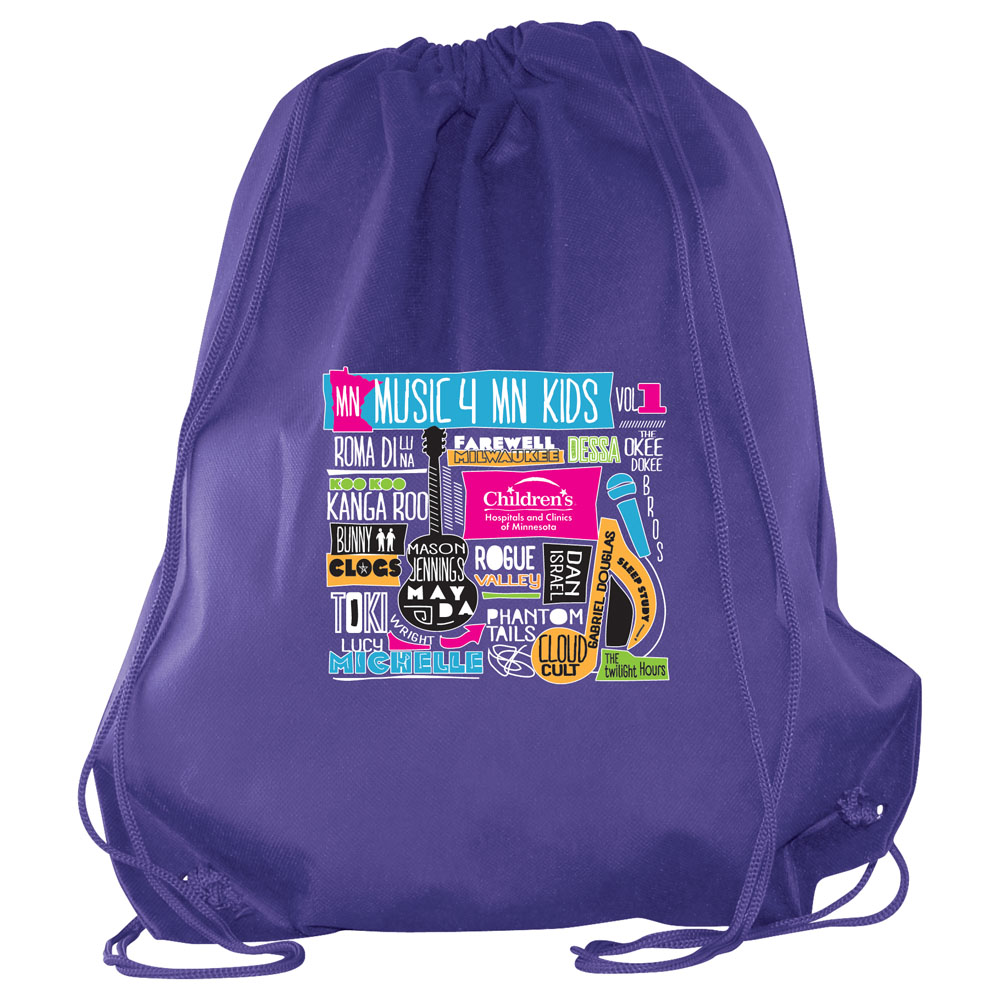 MN MUSIC 4 MN KIDS VOL 1
ROMA DI LU
NA
FAREWELL
MILWAUKEE
DESSA
THE
OKEE
DOKEE
BROS
KOO KOO
KANGA ROO
Children's
Hospitals and Clinics
of Minnesota
BUNNY
CLOGS
MASON
JENNINGS
MAY
DA
ROGUE
VALLEY
DAN
ISRAEL
GABRIEL DOUGLAS
SLEEP STUDY
TOKI
WRIGHT
PHANTOM
TAILS
LUCY
MICHELLE
CLOUD
CULT
THE
twilight Hours